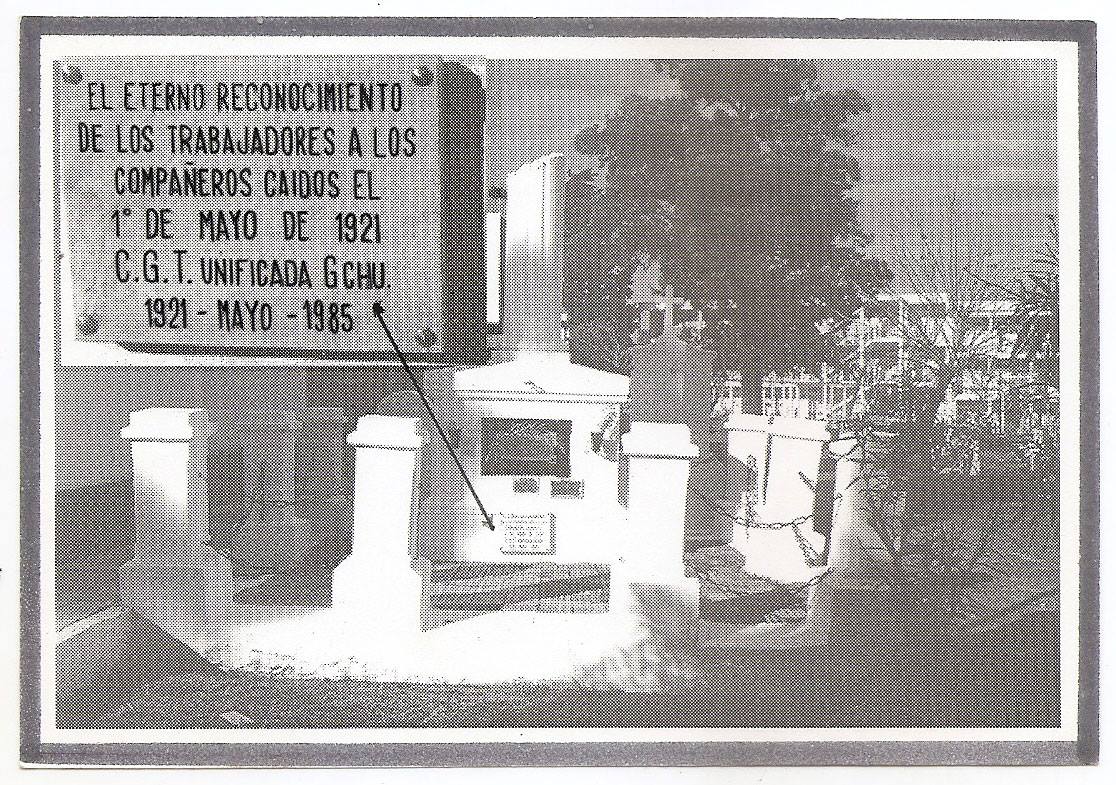 EL ETERNO RECONOCIMIENTO
DE LOS TRABAJADORES A LOS
COMPAÑEROS CAIDOS EL
1° DE MAYO DE 1921
C.G.T. UNIFICADA GCHU.
1921 - MAYO - 1985